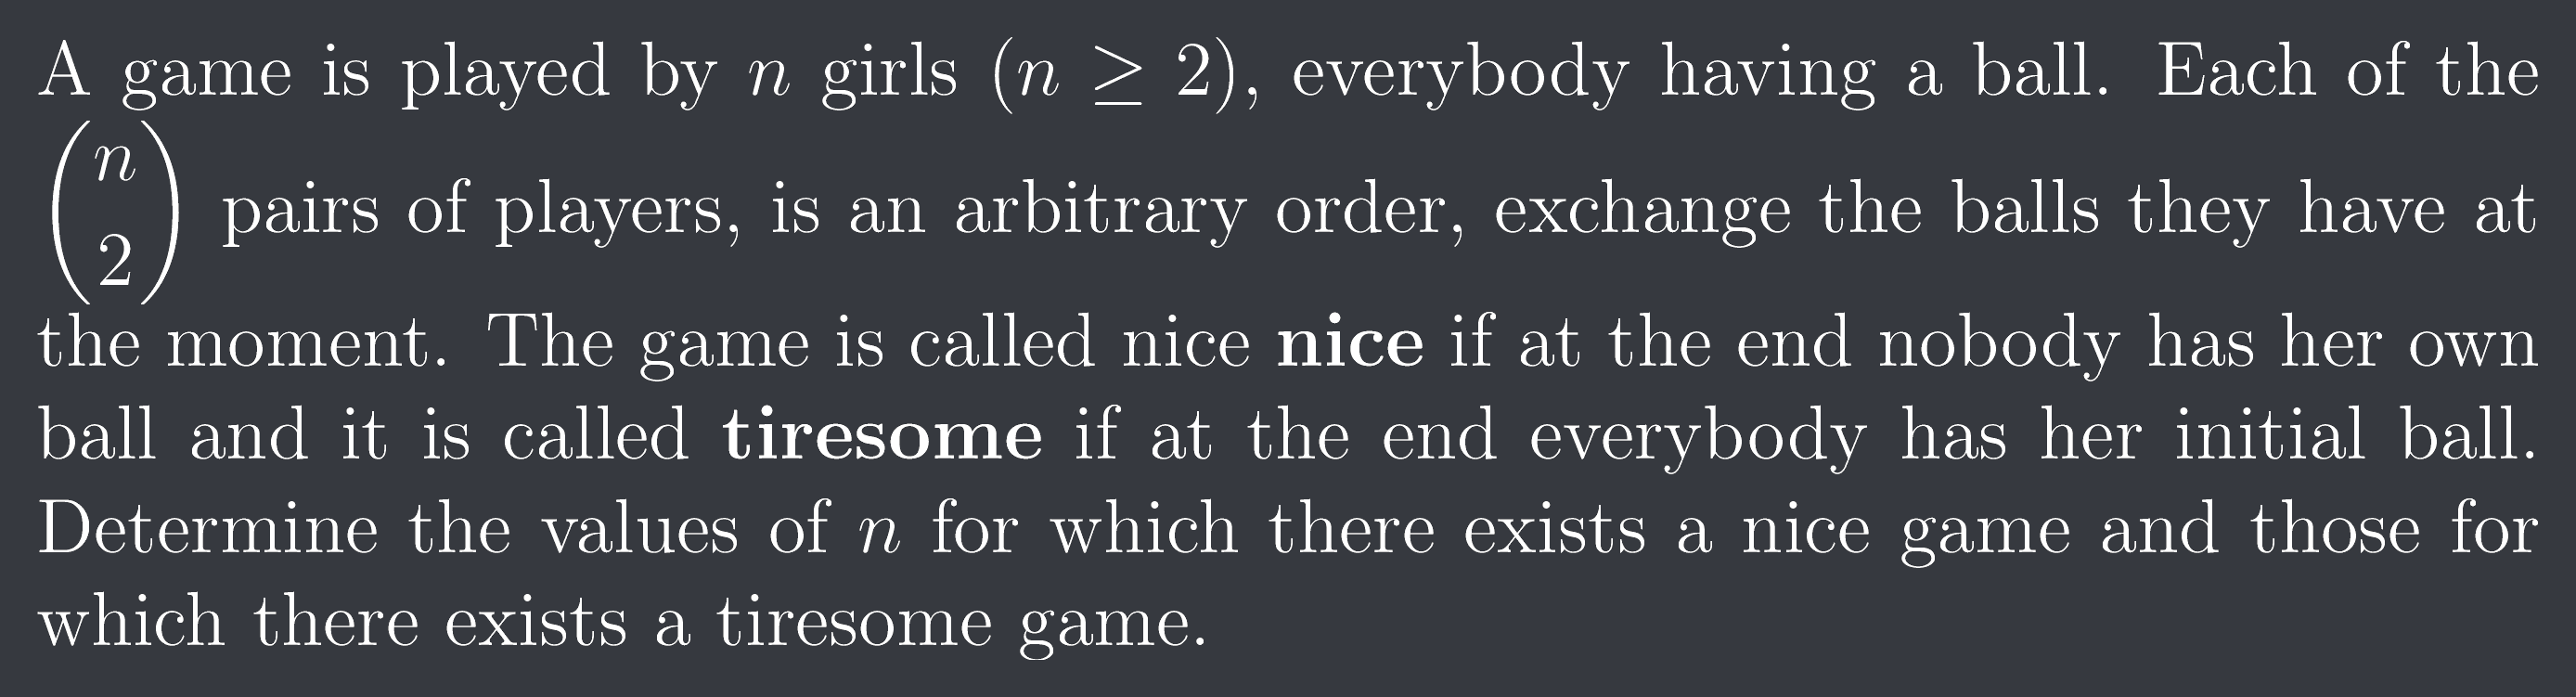 A game is played by $n$ girls $(n \geq 2)$, everybody having a ball. Each of the
$\binom{n}{2}$ pairs of players, is an arbitrary order, exchange the balls they have at
the moment. The game is called nice **nice** if at the end nobody has her own
ball and it is called **tiresome** if at the end everybody has her initial ball.
Determine the values of $n$ for which there exists a nice game and those for
which there exists a tiresome game.